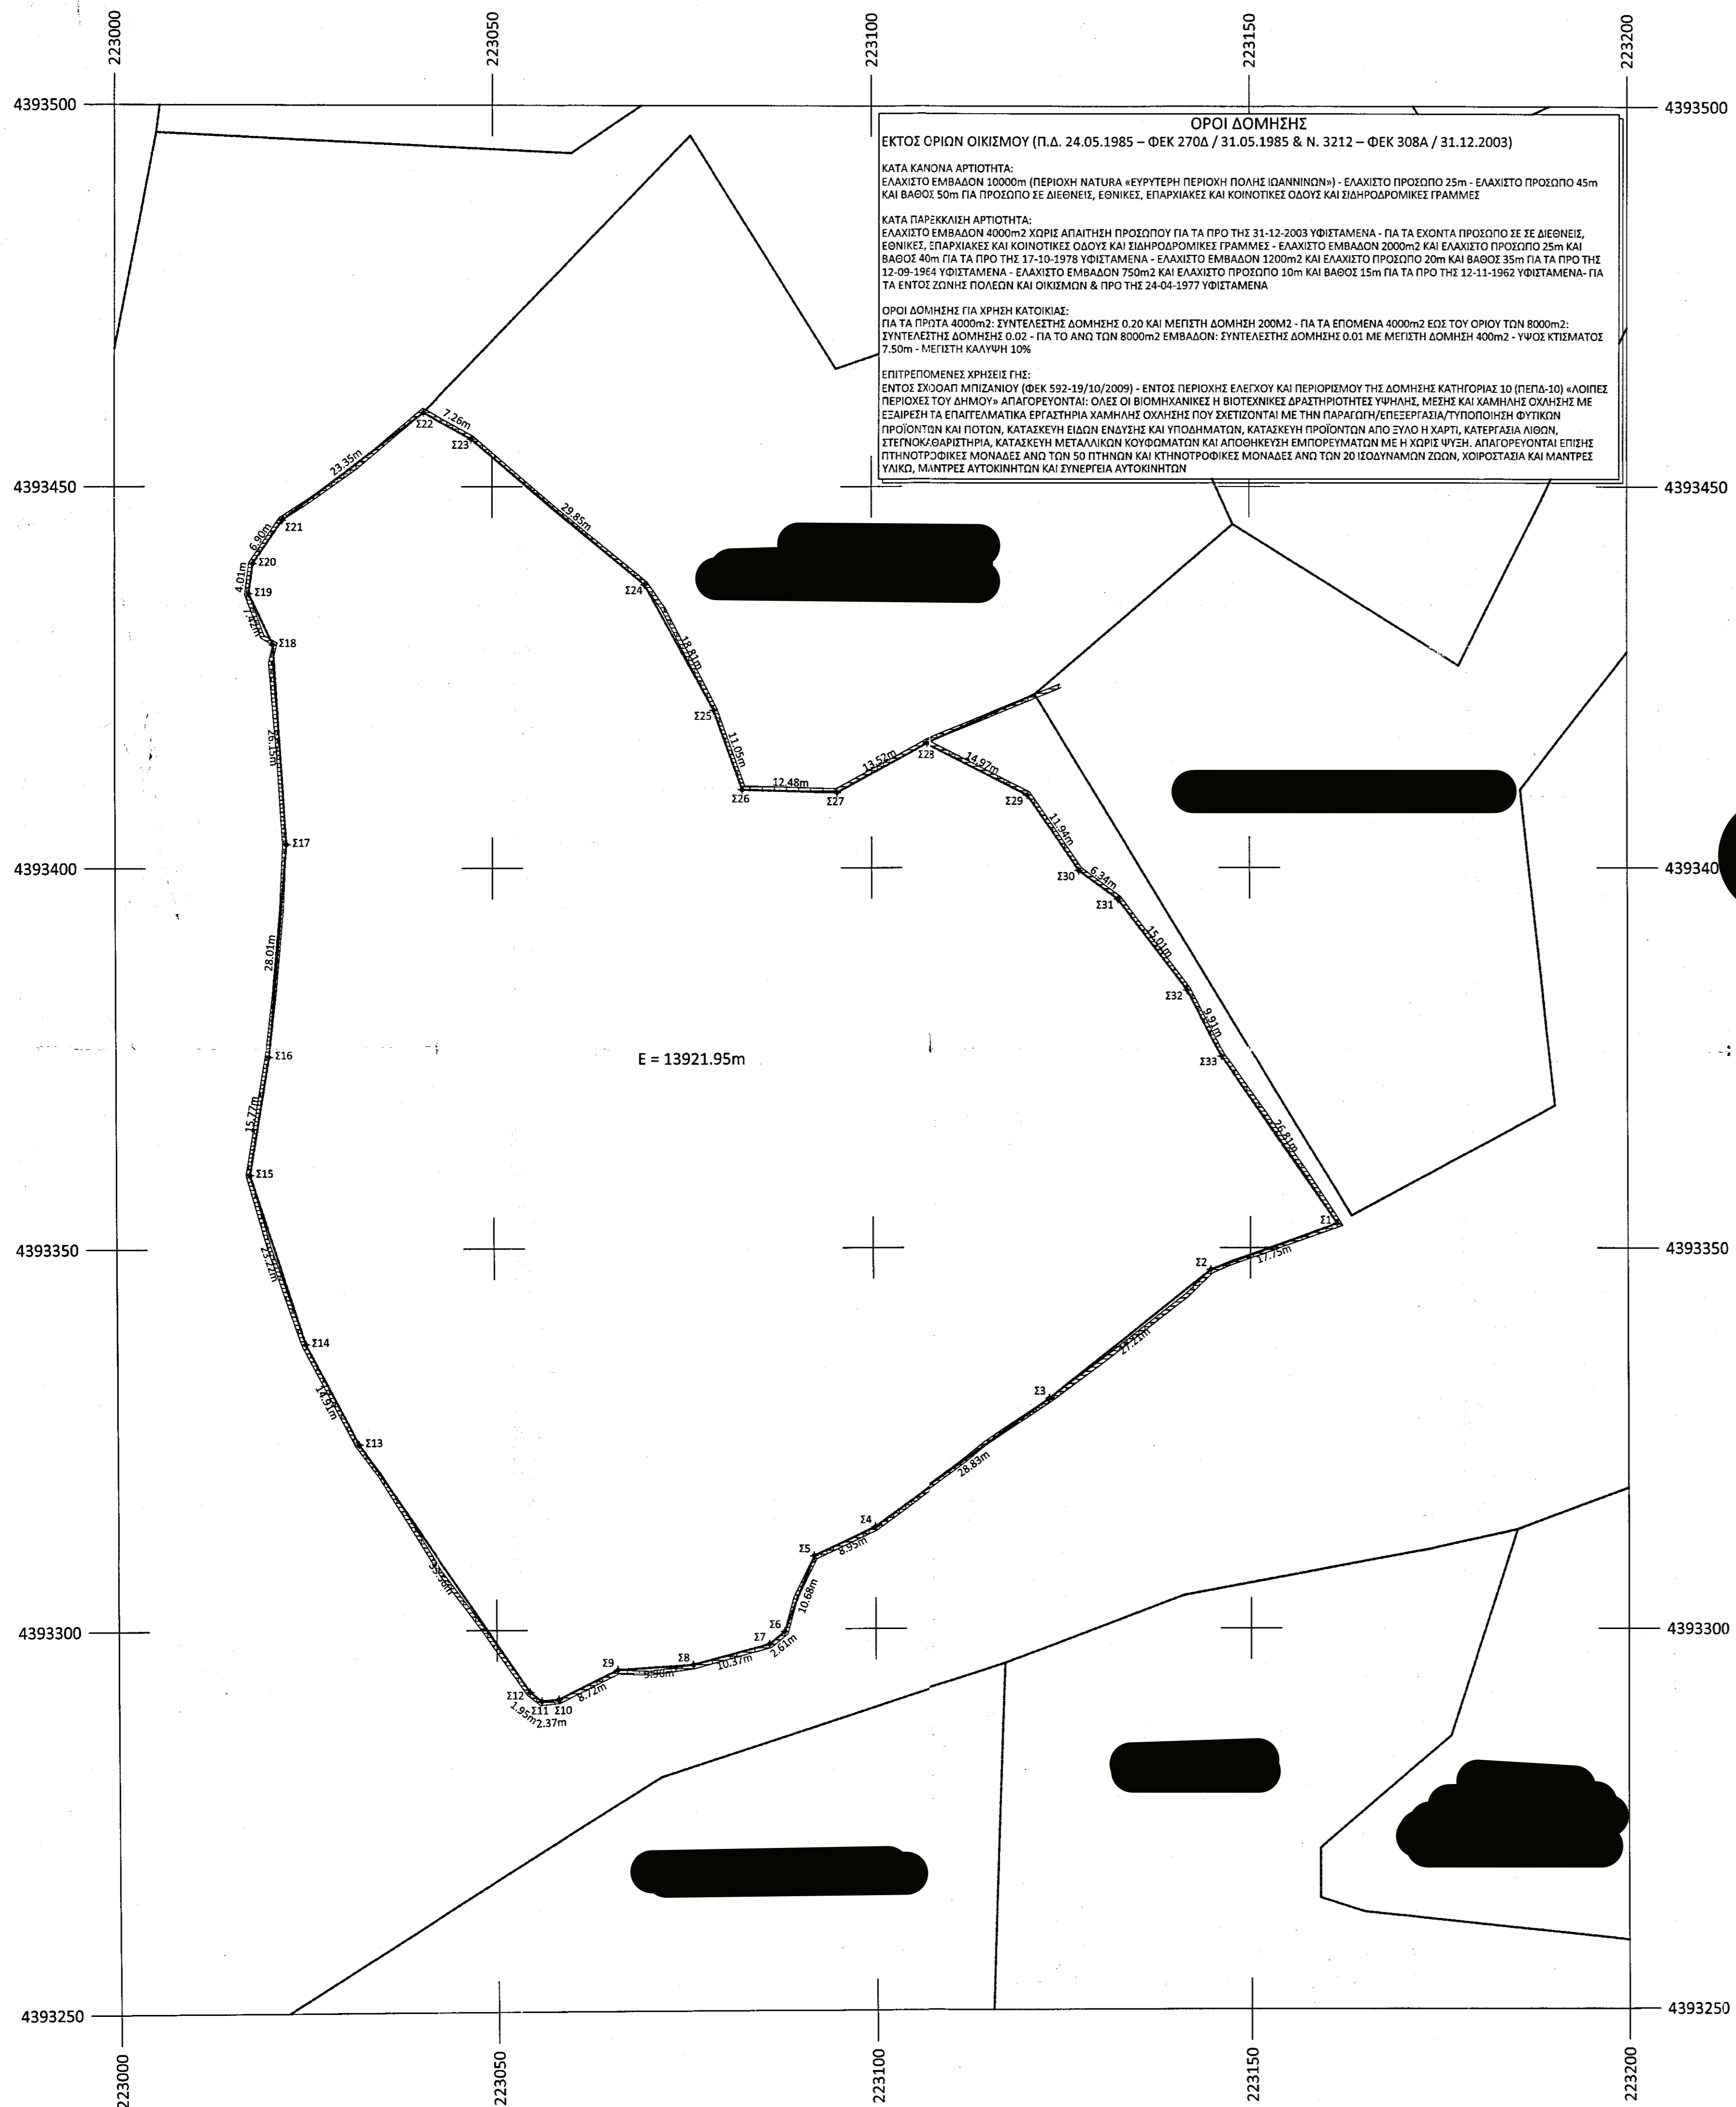 223000
223050
223100
223150
223200
4393500
4393500
ΟΡΟΙ ΔΟΜΗΣΗΣ
ΕΚΤΟΣ ΟΡΙΩΝ ΟΙΚΙΣΜΟΥ (Π.Δ. 24.05.1985 – ΦΕΚ 270Δ / 31.05.1985 & Ν. 3212 – ΦΕΚ 308Α / 31.12.2003)
ΚΑΤΑ ΚΑΝΟΝΑ ΑΡΤΙΟΤΗΤΑ:
ΕΛΑΧΙΣΤΟ ΕΜΒΑΔΟΝ 10000m (ΠΕΡΙΟΧΗ NATURA «ΕΥΡΥΤΕΡΗ ΠΕΡΙΟΧΗ ΠΟΛΗΣ ΙΩΑΝΝΙΝΩΝ») - ΕΛΑΧΙΣΤΟ ΠΡΟΣΩΠΟ 25m - ΕΛΑΧΙΣΤΟ ΠΡΟΣΩΠΟ 45m
ΚΑΙ ΒΑΘΟΣ 50m ΓΙΑ ΠΡΟΣΩΠΟ ΣΕ ΔΙΕΘΝΕΙΣ, ΕΘΝΙΚΕΣ, ΕΠΑΡΧΙΑΚΕΣ ΚΑΙ ΚΟΙΝΟΤΙΚΕΣ ΟΔΟΥΣ ΚΑΙ ΣΙΔΗΡΟΔΡΟΜΙΚΕΣ ΓΡΑΜΜΕΣ
ΚΑΤΑ ΠΑΡΕΚΚΛΙΣΗ ΑΡΤΙΟΤΗΤΑ:
ΕΛΑΧΙΣΤΟ ΕΜΒΑΔΟΝ 4000m2 ΧΩΡΙΣ ΑΠΑΙΤΗΣΗ ΠΡΟΣΩΠΟΥ ΓΙΑ ΤΑ ΠΡΟ ΤΗΣ 31-12-2003 ΥΦΙΣΤΑΜΕΝΑ - ΓΙΑ ΤΑ ΕΧΟΝΤΑ ΠΡΟΣΩΠΟ ΣΕ ΣΕ ΔΙΕΘΝΕΙΣ,
ΕΘΝΙΚΕΣ, ΕΠΑΡΧΙΑΚΕΣ ΚΑΙ ΚΟΙΝΟΤΙΚΕΣ ΟΔΟΥΣ ΚΑΙ ΣΙΔΗΡΟΔΡΟΜΙΚΕΣ ΓΡΑΜΜΕΣ - ΕΛΑΧΙΣΤΟ ΕΜΒΑΔΟΝ 2000m2 ΚΑΙ ΕΛΑΧΙΣΤΟ ΠΡΟΣΩΠΟ 25m ΚΑΙ
ΒΑΘΟΣ 40m ΓΙΑ ΤΑ ΠΡΟ ΤΗΣ 17-10-1978 ΥΦΙΣΤΑΜΕΝΑ - ΕΛΑΧΙΣΤΟ ΕΜΒΑΔΟΝ 1200m2 ΚΑΙ ΕΛΑΧΙΣΤΟ ΠΡΟΣΩΠΟ 20m ΚΑΙ ΒΑΘΟΣ 35m ΓΙΑ ΤΑ ΠΡΟ ΤΗΣ
12-09-1964 ΥΦΙΣΤΑΜΕΝΑ - ΕΛΑΧΙΣΤΟ ΕΜΒΑΔΟΝ 750m2 ΚΑΙ ΕΛΑΧΙΣΤΟ ΠΡΟΣΩΠΟ 10m ΚΑΙ ΒΑΘΟΣ 15m ΓΙΑ ΤΑ ΠΡΟ ΤΗΣ 12-11-1962 ΥΦΙΣΤΑΜΕΝΑ- ΓΙΑ
ΤΑ ΕΝΤΟΣ ΖΩΝΗΣ ΠΟΛΕΩΝ ΚΑΙ ΟΙΚΙΣΜΩΝ & ΠΡΟ ΤΗΣ 24-04-1977 ΥΦΙΣΤΑΜΕΝΑ
ΟΡΟΙ ΔΟΜΗΣΗΣ ΓΙΑ ΧΡΗΣΗ ΚΑΤΟΙΚΙΑΣ:
ΓΙΑ ΤΑ ΠΡΩΤΑ 4000m2: ΣΥΝΤΕΛΕΣΤΗΣ ΔΟΜΗΣΗΣ 0.20 ΚΑΙ ΜΕΓΙΣΤΗ ΔΟΜΗΣΗ 200M2 - ΓΙΑ ΤΑ ΕΠΟΜΕΝΑ 4000m2 ΕΩΣ ΤΟΥ ΟΡΙΟΥ ΤΩΝ 8000m2:
ΣΥΝΤΕΛΕΣΤΗΣ ΔΟΜΗΣΗΣ 0.02 - ΓΙΑ ΤΟ ΑΝΩ ΤΩΝ 8000m2 ΕΜΒΑΔΟΝ: ΣΥΝΤΕΛΕΣΤΗΣ ΔΟΜΗΣΗΣ 0.01 ΜΕ ΜΕΓΙΣΤΗ ΔΟΜΗΣΗ 400m2 - ΥΨΟΣ ΚΤΙΣΜΑΤΟΣ
7.50m - ΜΕΓΙΣΤΗ ΚΑΛΥΨΗ 10%
ΕΠΙΤΡΕΠΟΜΕΝΕΣ ΧΡΗΣΕΙΣ ΓΗΣ:
ΕΝΤΟΣ ΣΧΟΟΑΠ ΜΠΙΖΑΝΙΟΥ (ΦΕΚ 592-19/10/2009) - ΕΝΤΟΣ ΠΕΡΙΟΧΗΣ ΕΛΕΓΧΟΥ ΚΑΙ ΠΕΡΙΟΡΙΣΜΟΥ ΤΗΣ ΔΟΜΗΣΗΣ ΚΑΤΗΓΟΡΙΑΣ 10 (ΠΕΠΔ-10) «ΛΟΙΠΕΣ
ΠΕΡΙΟΧΕΣ ΤΟΥ ΔΗΜΟΥ» ΑΠΑΓΟΡΕΥΟΝΤΑΙ: ΟΛΕΣ ΟΙ ΒΙΟΜΗΧΑΝΙΚΕΣ Η ΒΙΟΤΕΧΝΙΚΕΣ ΔΡΑΣΤΗΡΙΟΤΗΤΕΣ ΥΨΗΛΗΣ, ΜΕΣΗΣ ΚΑΙ ΧΑΜΗΛΗΣ ΟΧΛΗΣΗΣ ΜΕ
ΕΞΑΙΡΕΣΗ ΤΑ ΕΠΑΓΓΕΛΜΑΤΙΚΑ ΕΡΓΑΣΤΗΡΙΑ ΧΑΜΗΛΗΣ ΟΧΛΗΣΗΣ ΠΟΥ ΣΧΕΤΙΖΟΝΤΑΙ ΜΕ ΤΗΝ ΠΑΡΑΓΩΓΗ/ΕΠΕΞΕΡΓΑΣΙΑ/ΤΥΠΟΠΟΙΗΣΗ ΦΥΤΙΚΩΝ
ΠΡΟΪΟΝΤΩΝ ΚΑΙ ΠΟΤΩΝ, ΚΑΤΑΣΚΕΥΗ ΕΙΔΩΝ ΕΝΔΥΣΗΣ ΚΑΙ ΥΠΟΔΗΜΑΤΩΝ, ΚΑΤΑΣΚΕΥΗ ΠΡΟΪΟΝΤΩΝ ΑΠΟ ΞΥΛΟ Η ΧΑΡΤΙ, ΚΑΤΕΡΓΑΣΙΑ ΛΙΘΩΝ,
ΣΤΕΓΝΟΚΑΘΑΡΙΣΤΗΡΙΑ, ΚΑΤΑΣΚΕΥΗ ΜΕΤΑΛΛΙΚΩΝ ΚΟΥΦΩΜΑΤΩΝ ΚΑΙ ΑΠΟΘΗΚΕΥΣΗ ΕΜΠΟΡΕΥΜΑΤΩΝ ΜΕ Η ΧΩΡΙΣ ΨΥΞΗ. ΑΠΑΓΟΡΕΥΟΝΤΑΙ ΕΠΙΣΗΣ
ΠΤΗΝΟΤΡΟΦΙΚΕΣ ΜΟΝΑΔΕΣ ΑΝΩ ΤΩΝ 50 ΠΤΗΝΩΝ ΚΑΙ ΚΤΗΝΟΤΡΟΦΙΚΕΣ ΜΟΝΑΔΕΣ ΑΝΩ ΤΩΝ 20 ΙΣΟΔΥΝΑΜΩΝ ΖΩΩΝ, ΧΟΙΡΟΣΤΑΣΙΑ ΚΑΙ ΜΑΝΤΡΕΣ
ΥΛΙΚΩ, ΜΑΝΤΡΕΣ ΑΥΤΟΚΙΝΗΤΩΝ ΚΑΙ ΣΥΝΕΡΓΕΙΑ ΑΥΤΟΚΙΝΗΤΩΝ
Σ22
7.26m
Σ23
23.35m
4393450
4393450
29.85m
Σ21
6.90m
Σ20
4.01m
Σ19
Σ24
7.42m
Σ18
18.81m
Σ25
26.15m
11.05m
Σ28
14.97m
13.52m
12.48m
Σ26
Σ27
Σ29
11.94m
Σ17
4393400
439340
Σ30
6.34m
Σ31
15.01m
28.01m
Σ32
9.91m
Σ16
E = 13921.95m
Σ33
15.77m
26.81m
Σ15
Σ1
4393350
4393350
17.75m
Σ2
23.22m
Σ14
27.21m
14.91m
Σ3
Σ13
28.83m
Σ4
8.95m
Σ5
10.68m
4393300
4393300
Σ6
Σ7
2.61m
Σ8
10.37m
Σ9
8.72m
Σ12
1.95m
Σ11
Σ10
2.37m
4393250
4393250
223000
223050
223100
223150
223200